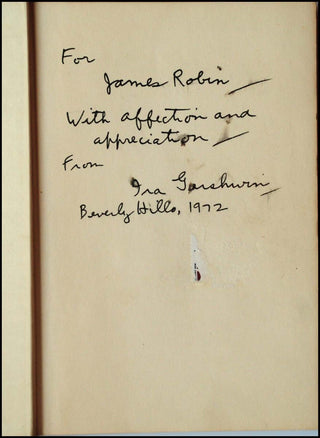 For
James Robin —
With affection and
appreciation —
From
Ira Gershwin
Beverly Hills, 1972